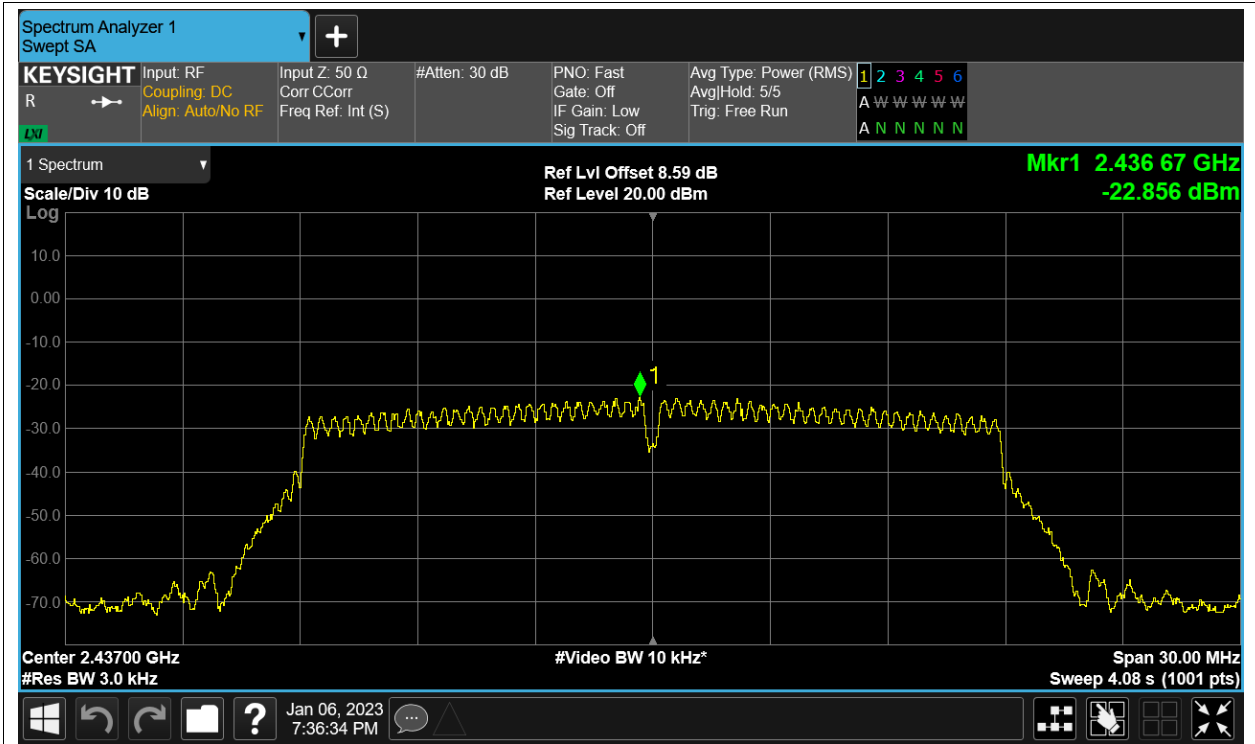 Spectrum Analyzer 1
Swept SA
KEYSIGHT
R
LXI
Input: RF
Coupling: DC
Align: Auto/No RF
Input Z: 50 Ω
Corr CCorr
Freq Ref: Int (S)
#Atten: 30 dB
PNO: Fast
Gate: Off
IF Gain: Low
Sig Track: Off
Avg Type: Power (RMS)
Avg|Hold: 5/5
Trig: Free Run
1 2 3 4 5 6
A W W W W W
A N N N N N
1 Spectrum
Scale/Div 10 dB
Log
Ref Lvl Offset 8.59 dB
Ref Level 20.00 dBm
Mkr1 2.436 67 GHz
-22.856 dBm
10.0
0.00
-10.0
-20.0
-30.0
-40.0
-50.0
-60.0
-70.0
1
Center 2.43700 GHz
#Res BW 3.0 kHz
#Video BW 10 kHz*
Span 30.00 MHz
Sweep 4.08 s (1001 pts)
?
Jan 06, 2023
7:36:34 PM